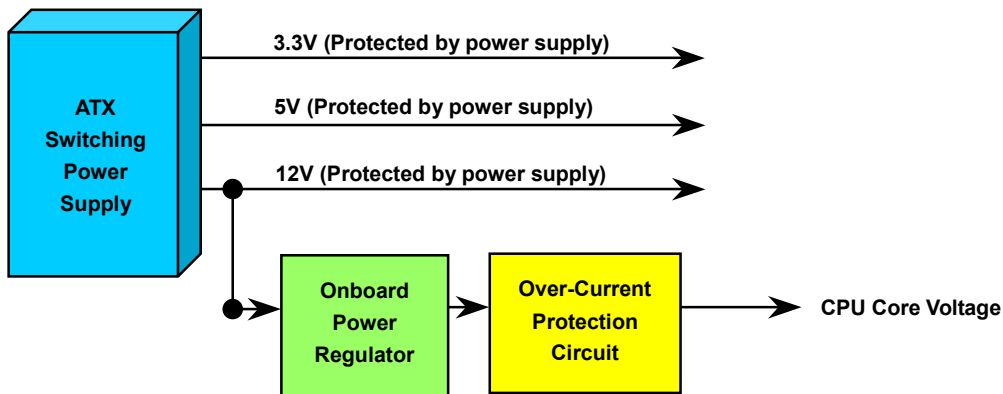 3.3V (Protected by power supply)
ATX
Switching
Power
Supply
5V (Protected by power supply)
12V (Protected by power supply)
Onboard
Power
Regulator
Over-Current
Protection
Circuit
CPU Core Voltage